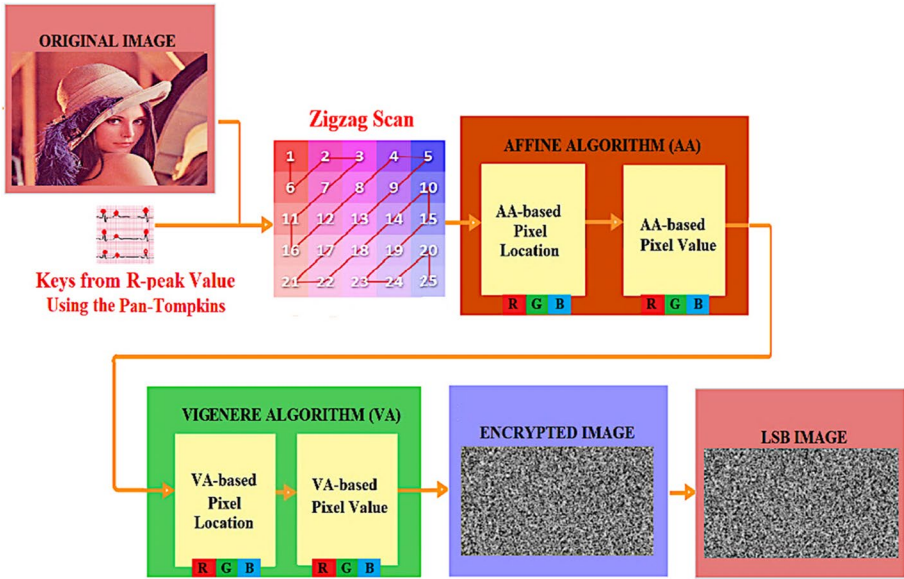 ORIGINAL IMAGE
Keys from R-peak Value
Using the Pan-Tompkins
Zigzag Scan
1 2 3 4 5
6 7 8 9 10
11 12 13 14 15
16 17 18 19 20
21 22 23 24 25
AFFINE ALGORITHM (AA)
AA-based
Pixel
Location
R G B
AA-based
Pixel Value
R G B
VIGENERE ALGORITHM (VA)
VA-based
Pixel
Location
R G B
VA-based
Pixel Value
R G B
ENCRYPTED IMAGE
LSB IMAGE